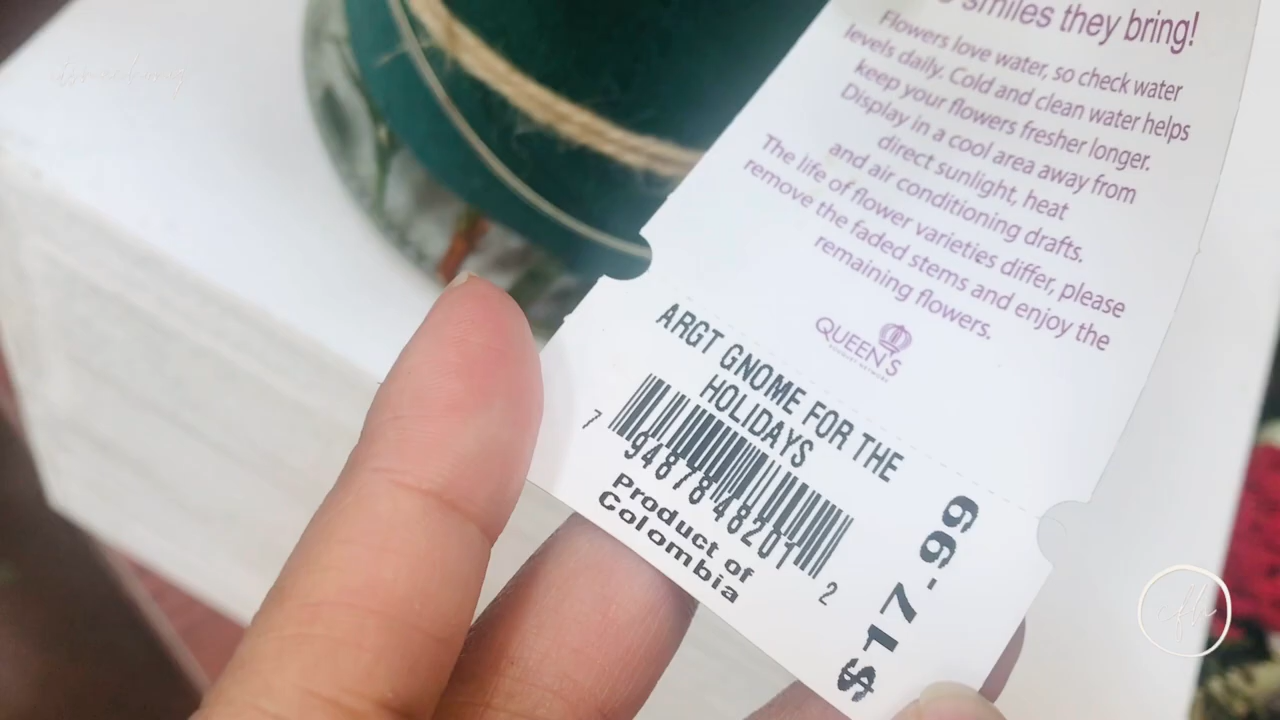 smiles they bring!
Flowers love water, so check water
levels daily. Cold and clean water helps
keep your flowers fresher longer.
Display in a cool area away from
direct sunlight, heat
and air conditioning drafts.
The life of flower varieties differ, please
remove the faded stems and enjoy the
remaining flowers.
QUEEN'S
ARGT GNOME FOR THE
HOLIDAYS
7 94878 48201 2
Product of
Colombia
$17.99